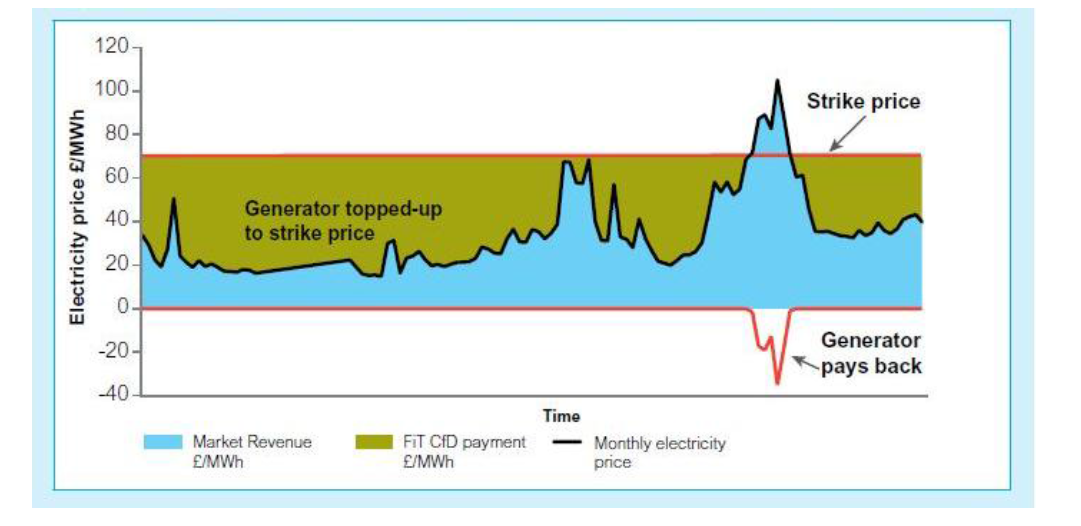 120
100
80
60
40
20
0
-20
-40
Electricity price £/MWh
Strike price
Generator topped-up
to strike price
Generator
pays back
Time
Market Revenue
£/MWh
FiT CfD payment
£/MWh
Monthly electricity
price